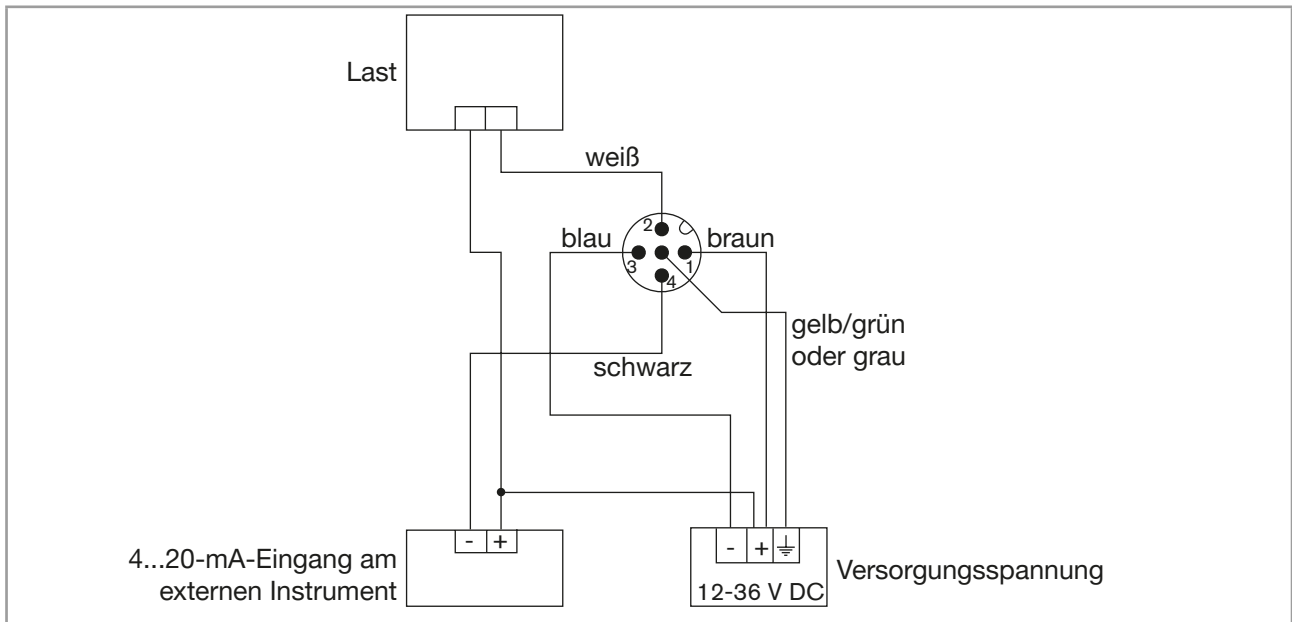 Last
weiß
blau
2
braun
3
1
4
gelb/grün
oder grau
schwarz
4...20-mA-Eingang am
externen Instrument
- +
- +
12-36 V DC
Versorgungsspannung